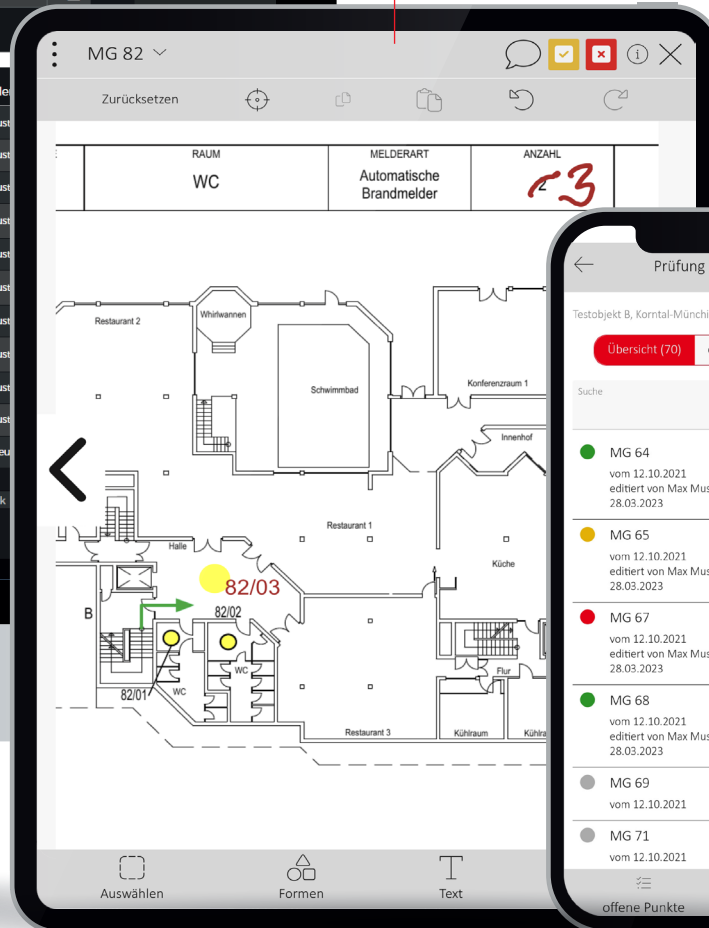 MG 82
Zurücksetzen
RAUM
MELDERART
ANZAHL
WC
Automatische
Brandmelder
2
3
Restaurant 2
Whirlwannen
Schwimmbad
Konferenzraum 1
Innenhof
Restaurant 1
Halle
Küche
82/03
82/02
B
WC
WC
82/01
Flur
Restaurant 3
Kühlraum
Auswählen
Formen
Text
Prüfung
Testobjekt B, Korntal-Münchi
Übersicht (70)
Suche
MG 64
vom 12.10.2021
editiert von Max Mus
28.03.2023
MG 65
vom 12.10.2021
editiert von Max Mus
28.03.2023
MG 67
vom 12.10.2021
editiert von Max Mus
28.03.2023
MG 68
vom 12.10.2021
editiert von Max Mus
28.03.2023
MG 69
vom 12.10.2021
MG 71
vom 12.10.2021
offene Punkte